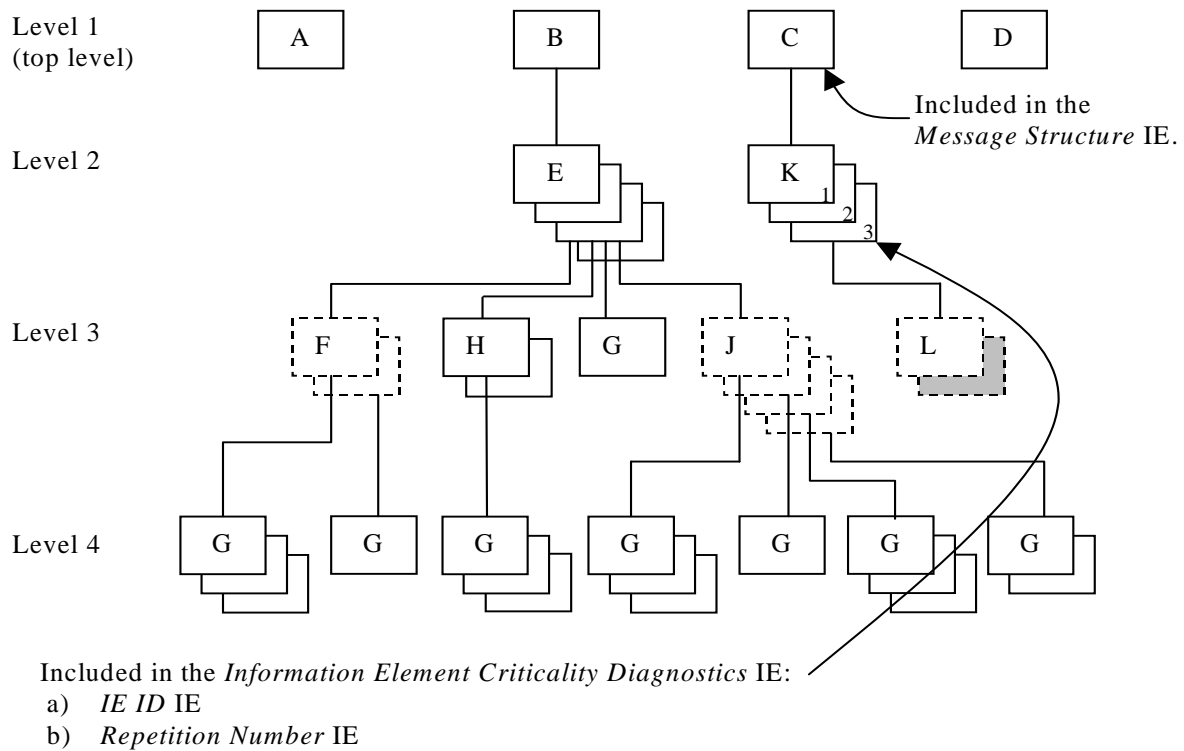 Level 1
(top level)
A
B
C
D
Included in the
Message Structure IE.
Level 2
E
K
1
2
3
Level 3
F
H
G
J
L
Level 4
G
G
G
G
G
G
G
Included in the Information Element Criticality Diagnostics IE:
a) IE ID IE
b) Repetition Number IE